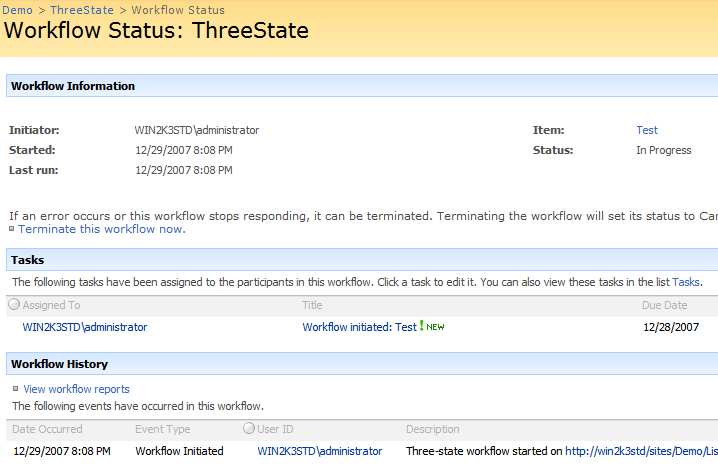 Demo > ThreeState > Workflow Status
Workflow Status: ThreeState
Workflow Information
Initiator: WIN2K3STD\administrator Item: Test
Started: 12/29/2007 8:08 PM Status: In Progress
Last run: 12/29/2007 8:08 PM
If an error occurs or this workflow stops responding, it can be terminated. Terminating the workflow will set its status to Can
Terminate this workflow now.
Tasks
The following tasks have been assigned to the participants in this workflow. Click a task to edit it. You can also view these tasks in the list Tasks.
Assigned To Title Due Date
WIN2K3STD\administrator Workflow initiated: Test ! NEW 12/28/2007
Workflow History
View workflow reports
The following events have occurred in this workflow.
Date Occurred Event Type User ID Description
12/29/2007 8:08 PM Workflow Initiated WIN2K3STD\administrator Three-state workflow started on http://win2k3std/sites/Demo/Lis